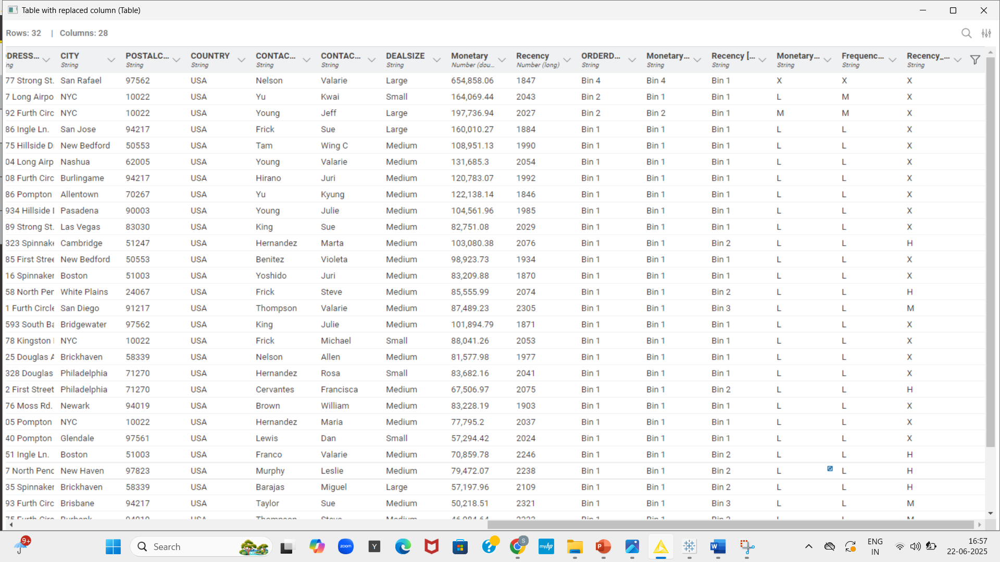 Table with replaced column (Table)
Rows: 32 | Columns: 28
DRESS... CITY POSTALC... COUNTRY CONTAC... CONTAC... DEALSIZE Monetary Recency ORDERD... Monetary... Recency [... Monetary... Frequenc... Recency_...
ng String String String String String String Number (dou... Number (long) String String String String String String
77 Strong St. San Rafael 97562 USA Nelson Valarie Large 654,858.06 1847 Bin 4 Bin 4 Bin 1 X X X
7 Long Airpo NYC 10022 USA Yu Kwai Small 164,069.44 2043 Bin 2 Bin 1 Bin 1 L M X
92 Furth Circ NYC 10022 USA Young Jeff Large 197,736.94 2027 Bin 2 Bin 2 Bin 1 M M X
86 Ingle Ln. San Jose 94217 USA Frick Sue Large 160,010.27 1884 Bin 1 Bin 1 Bin 1 L L X
75 Hillside D New Bedford 50553 USA Tam Wing C Medium 108,951.13 1990 Bin 1 Bin 1 Bin 1 L L X
04 Long Airp Nashua 62005 USA Young Valarie Medium 131,685.3 2054 Bin 1 Bin 1 Bin 1 L L X
08 Furth Circ Burlingame 94217 USA Hirano Juri Medium 120,783.07 1992 Bin 1 Bin 1 Bin 1 L L X
86 Pompton Allentown 70267 USA Yu Kyung Medium 122,138.14 1846 Bin 1 Bin 1 Bin 1 L L X
934 Hillside Pasadena 90003 USA Young Julie Medium 104,561.96 1985 Bin 1 Bin 1 Bin 1 L L X
89 Strong St. Las Vegas 83030 USA King Sue Medium 82,751.08 2029 Bin 1 Bin 1 Bin 1 L L X
323 Spinnake Cambridge 51247 USA Hernandez Marta Medium 103,080.38 2076 Bin 1 Bin 1 Bin 2 L L H
85 First Stree New Bedford 50553 USA Benitez Violeta Medium 98,923.73 1934 Bin 1 Bin 1 Bin 1 L L X
16 Spinnaker Boston 51003 USA Yoshido Juri Medium 83,209.88 1870 Bin 1 Bin 1 Bin 1 L L X
58 North Per White Plains 24067 USA Frick Steve Medium 85,555.99 2074 Bin 1 Bin 1 Bin 2 L L H
1 Furth Circle San Diego 91217 USA Thompson Valarie Medium 87,489.23 2305 Bin 1 Bin 1 Bin 3 L L M
593 South Ba Bridgewater 97562 USA King Julie Medium 101,894.79 1871 Bin 1 Bin 1 Bin 1 L L X
78 Kingston NYC 10022 USA Frick Michael Small 88,041.26 2053 Bin 1 Bin 1 Bin 1 L L X
25 Douglas A Brickhaven 58339 USA Nelson Allen Medium 81,577.98 1977 Bin 1 Bin 1 Bin 1 L L X
328 Douglas Philadelphia 71270 USA Hernandez Rosa Small 83,682.16 2041 Bin 1 Bin 1 Bin 1 L L X
2 First Street Philadelphia 71270 USA Cervantes Francisca Medium 67,506.97 2075 Bin 1 Bin 1 Bin 2 L L H
76 Moss Rd. Newark 94019 USA Brown William Medium 83,228.19 1903 Bin 1 Bin 1 Bin 1 L L X
05 Pompton NYC 10022 USA Hernandez Maria Medium 77,795.2 2037 Bin 1 Bin 1 Bin 1 L L X
40 Pompton Glendale 97561 USA Lewis Dan Small 57,294.42 2024 Bin 1 Bin 1 Bin 1 L L X
51 Ingle Ln. Boston 51003 USA Franco Valarie Medium 70,859.78 2246 Bin 1 Bin 1 Bin 2 L L H
7 North Penc New Haven 97823 USA Murphy Leslie Medium 79,472.07 2238 Bin 1 Bin 1 Bin 2 L L H
35 Spinnaker Brickhaven 58339 USA Barajas Miguel Large 57,197.96 2109 Bin 1 Bin 1 Bin 2 L L H
93 Furth Circ Brisbane 94217 USA Taylor Sue Medium 50,218.51 2321 Bin 1 Bin 1 Bin 3 L L M
9+ Search zoom Y myhp S P W ENG 16:57
IN 22-06-2025